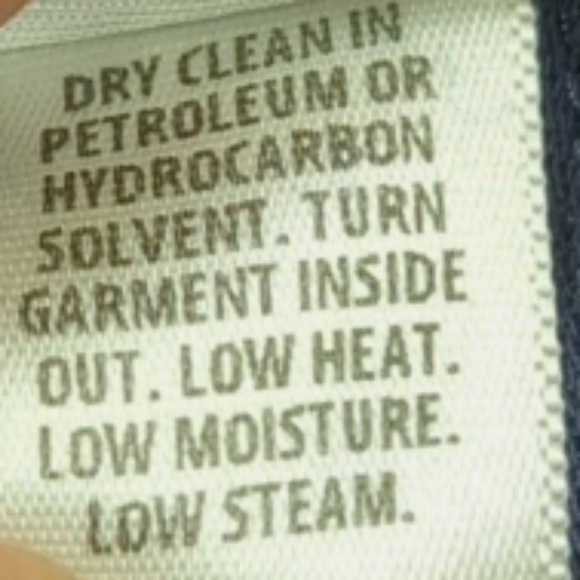 DRY CLEAN IN
PETROLEUM OR
HYDROCARBON
SOLVENT. TURN
GARMENT INSIDE
OUT. LOW HEAT.
LOW MOISTURE.
LOW STEAM.